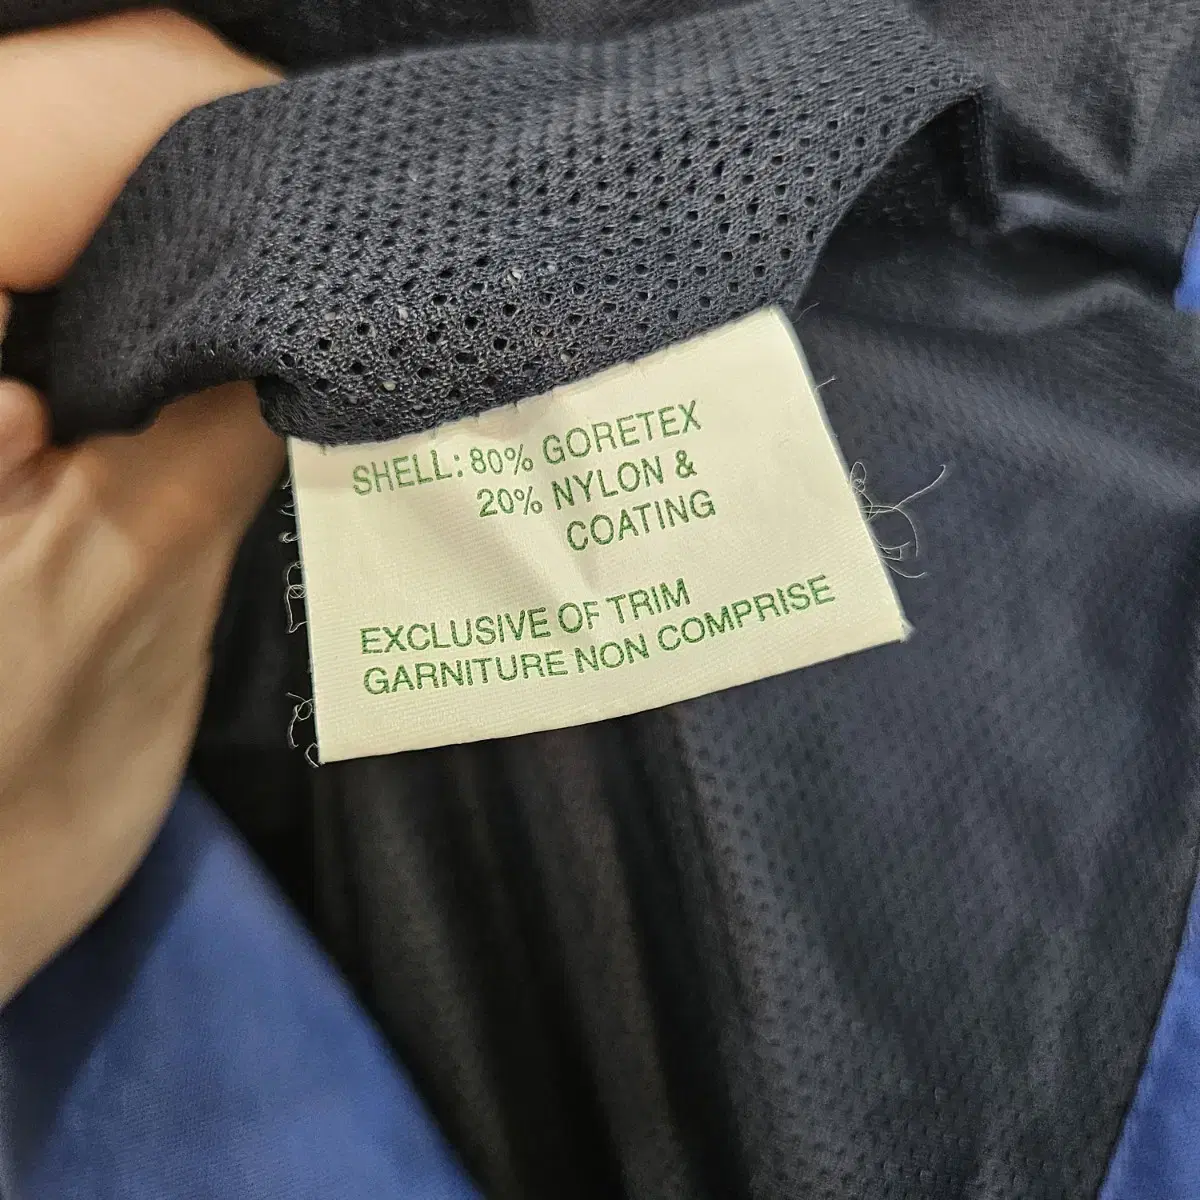 SHELL: 80% GORETEX
20% NYLON &
COATING
EXCLUSIVE OF TRIM
GARNITURE NON COMPRISE